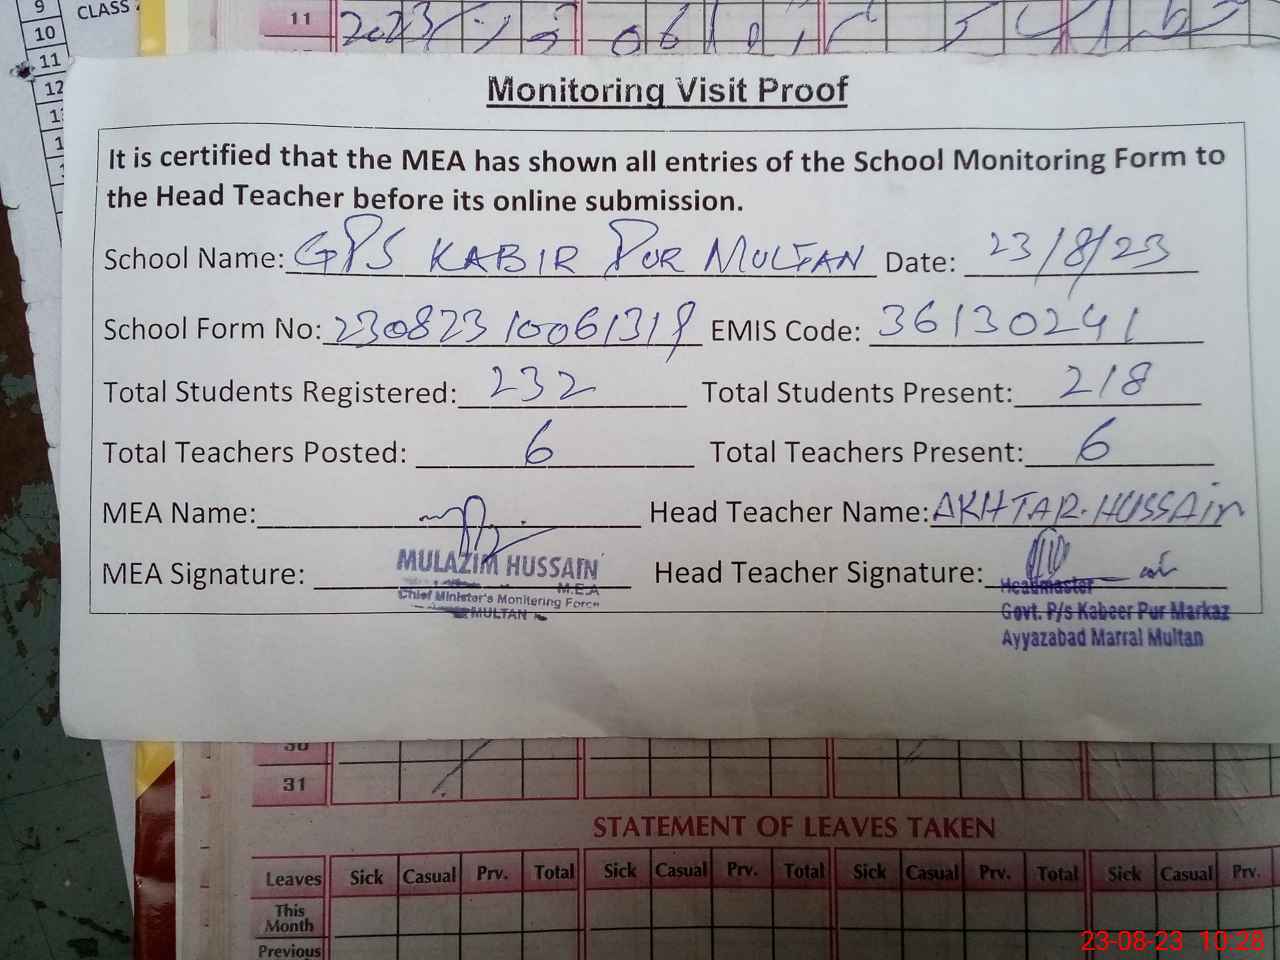 9 CLASS
10
11
12
11 2023
Monitoring Visit Proof
It is certified that the MEA has shown all entries of the School Monitoring Form to
the Head Teacher before its online submission.
School Name: GPS KABIR PUR MULTAN Date: 23/8/23
School Form No: 23082310061319 EMIS Code: 36130241
Total Students Registered: 232 Total Students Present: 218
Total Teachers Posted: 6 Total Teachers Present: 6
MEA Name: Head Teacher Name: AKHTAR. HUSSAIN
MEA Signature: Head Teacher Signature:
MULAZIM HUSSAIN
M.E.A
Chief Minister's Monitering Force
MULTAN
Headmaster
Govt. P/s Kabeer Pur Markaz
Ayyazabad Marral Multan
30
31
STATEMENT OF LEAVES TAKEN
Leaves Sick Casual Prv. Total Sick Casual Prv. Total Sick Casual Prv. Total Sick Casual Prv.
This
Month
Previous
23-08-23 10:28